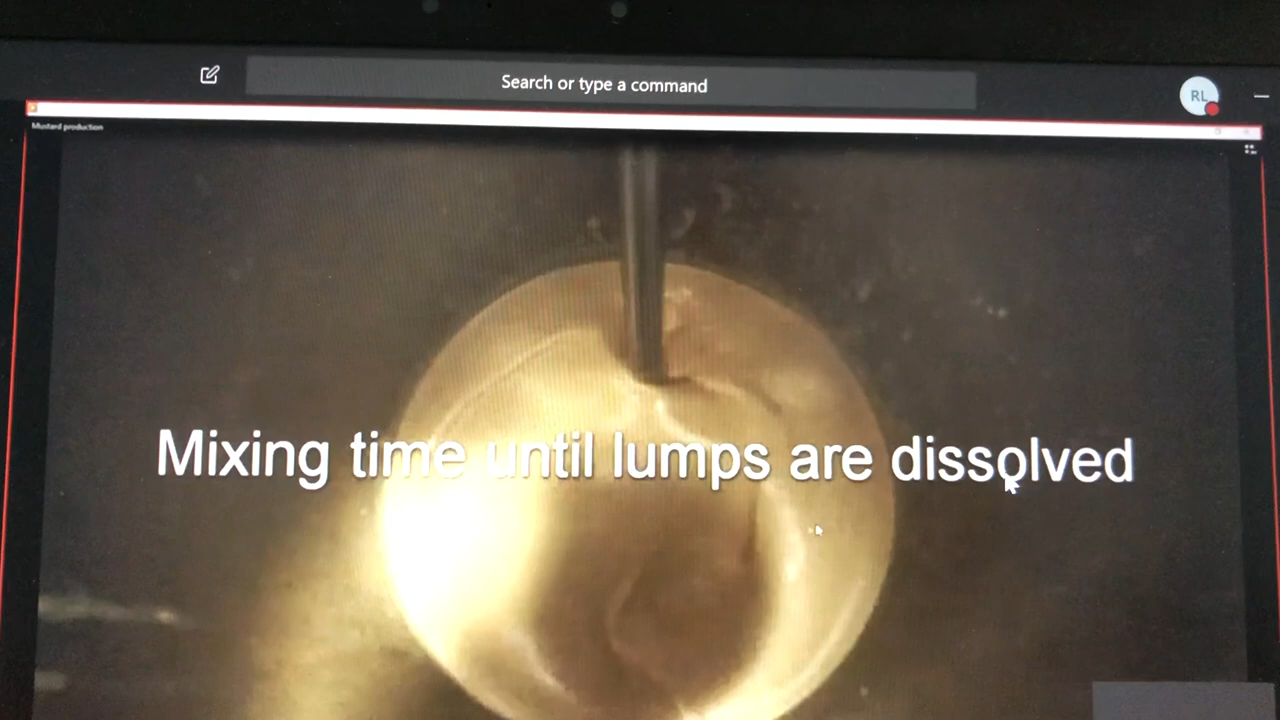 Search or type a command
RL
Mustard production
Mixing time until lumps are dissolved